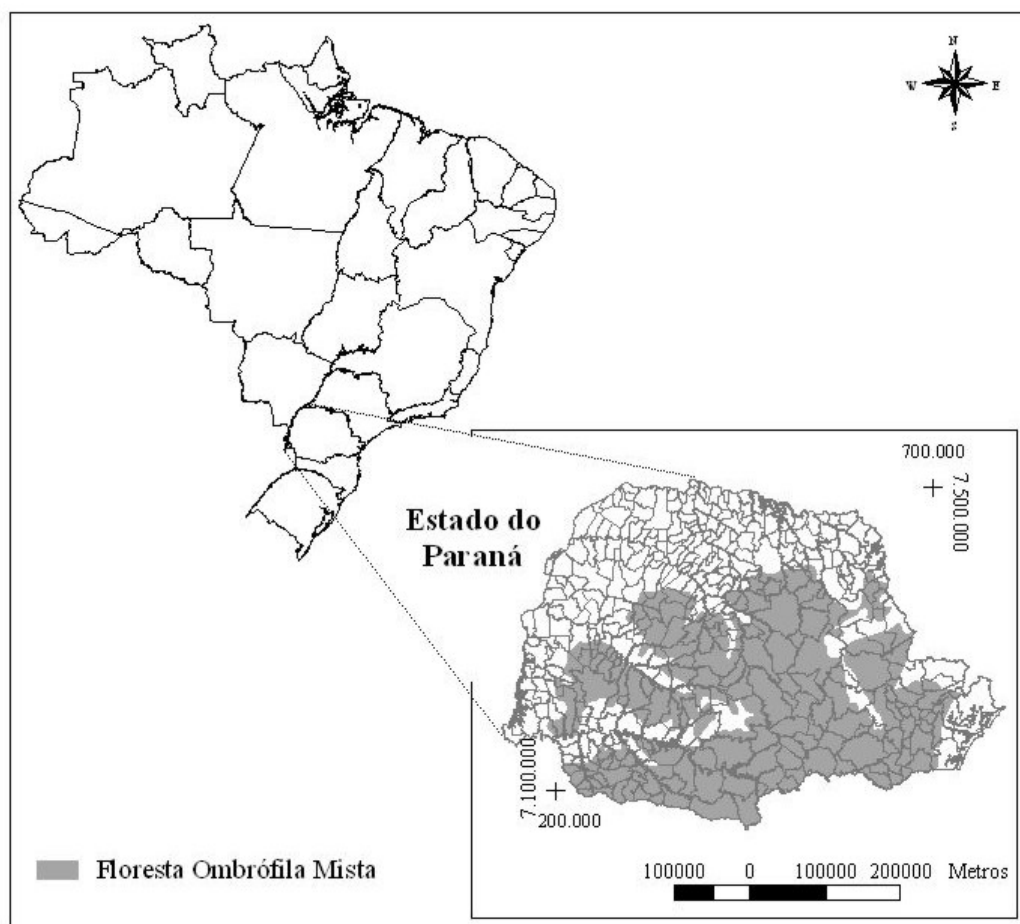 N
W E
S
700.000
7.500.000
Estado do
Paraná
7.100.000
200.000
Floresta Ombrófila Mista
100000 0 100000 200000 Metros